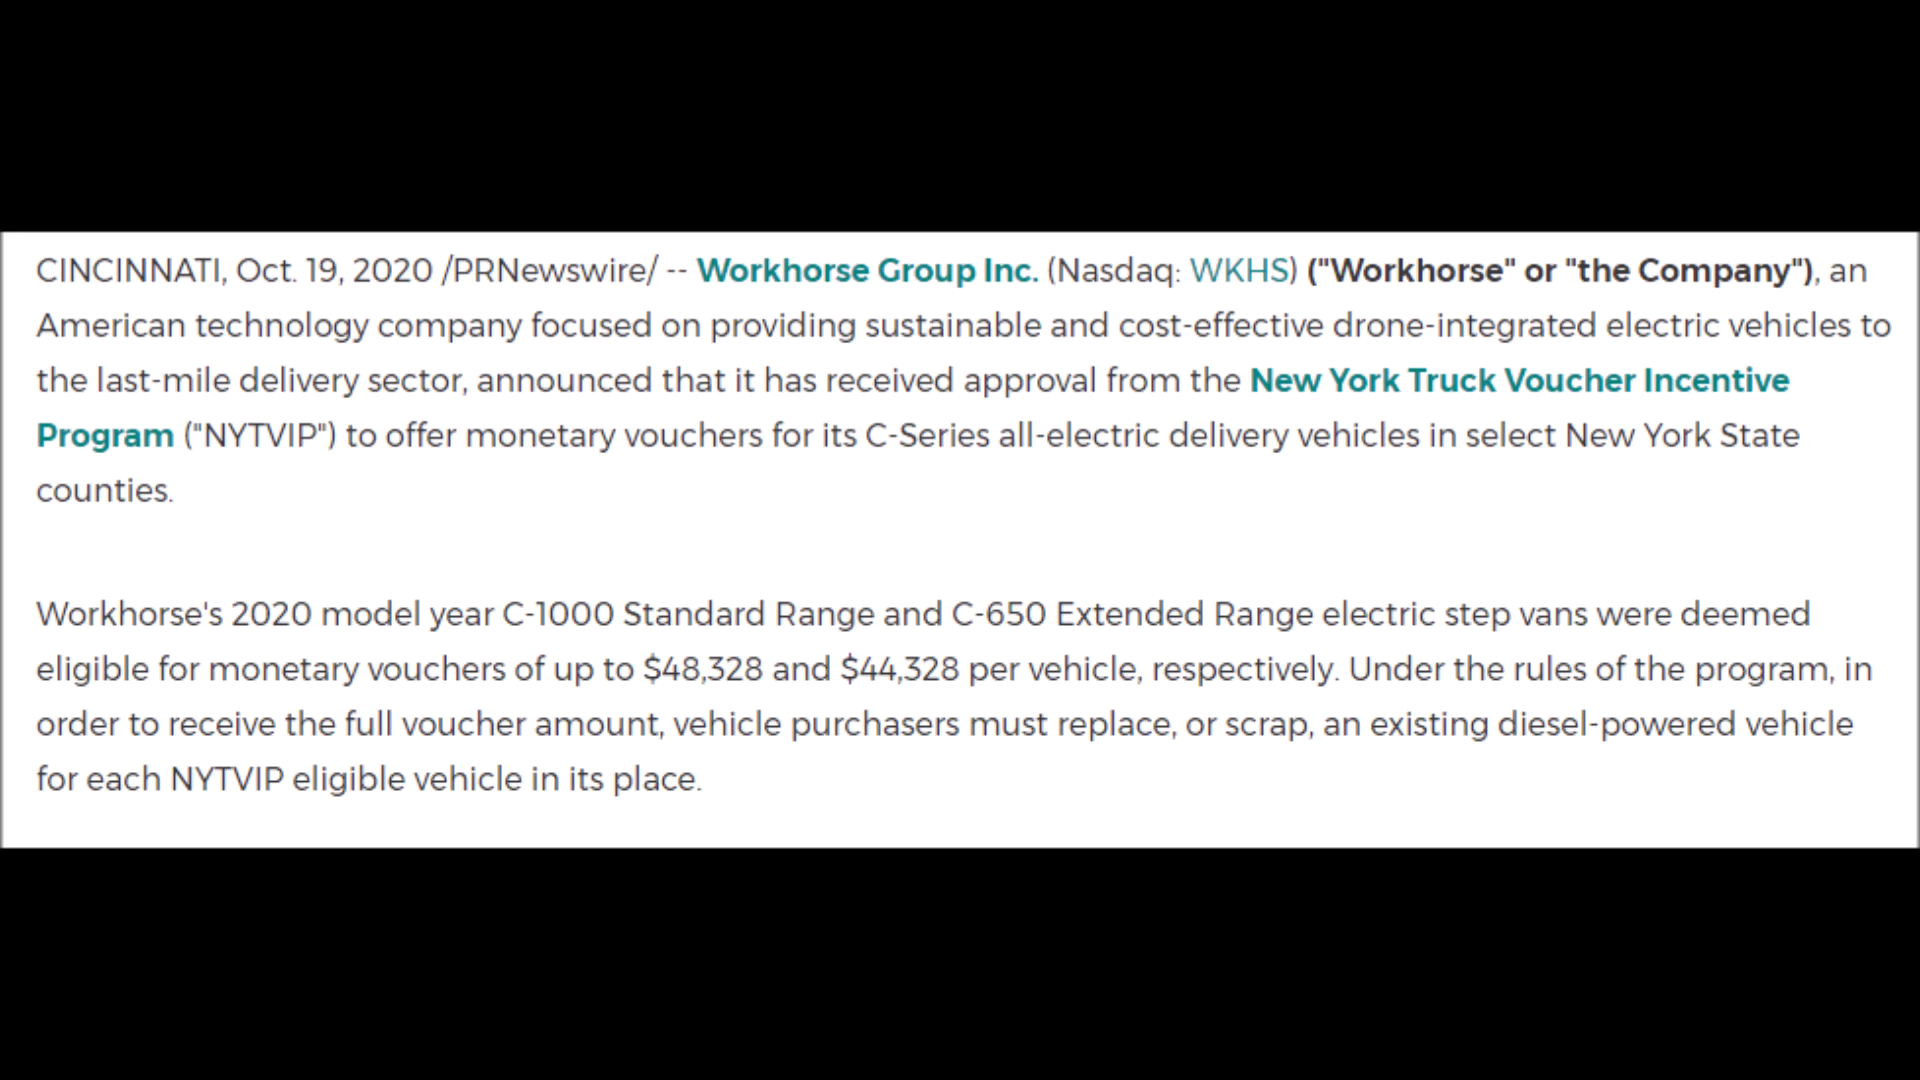 CINCINNATI, Oct. 19, 2020 /PRNewswire/ -- Workhorse Group Inc. (Nasdaq: WKHS) ("Workhorse" or "the Company"), an
American technology company focused on providing sustainable and cost-effective drone-integrated electric vehicles to
the last-mile delivery sector, announced that it has received approval from the New York Truck Voucher Incentive
Program ("NYTVIP") to offer monetary vouchers for its C-Series all-electric delivery vehicles in select New York State
counties.
Workhorse's 2020 model year C-1000 Standard Range and C-650 Extended Range electric step vans were deemed
eligible for monetary vouchers of up to $48,328 and $44,328 per vehicle, respectively. Under the rules of the program, in
order to receive the full voucher amount, vehicle purchasers must replace, or scrap, an existing diesel-powered vehicle
for each NYTVIP eligible vehicle in its place.